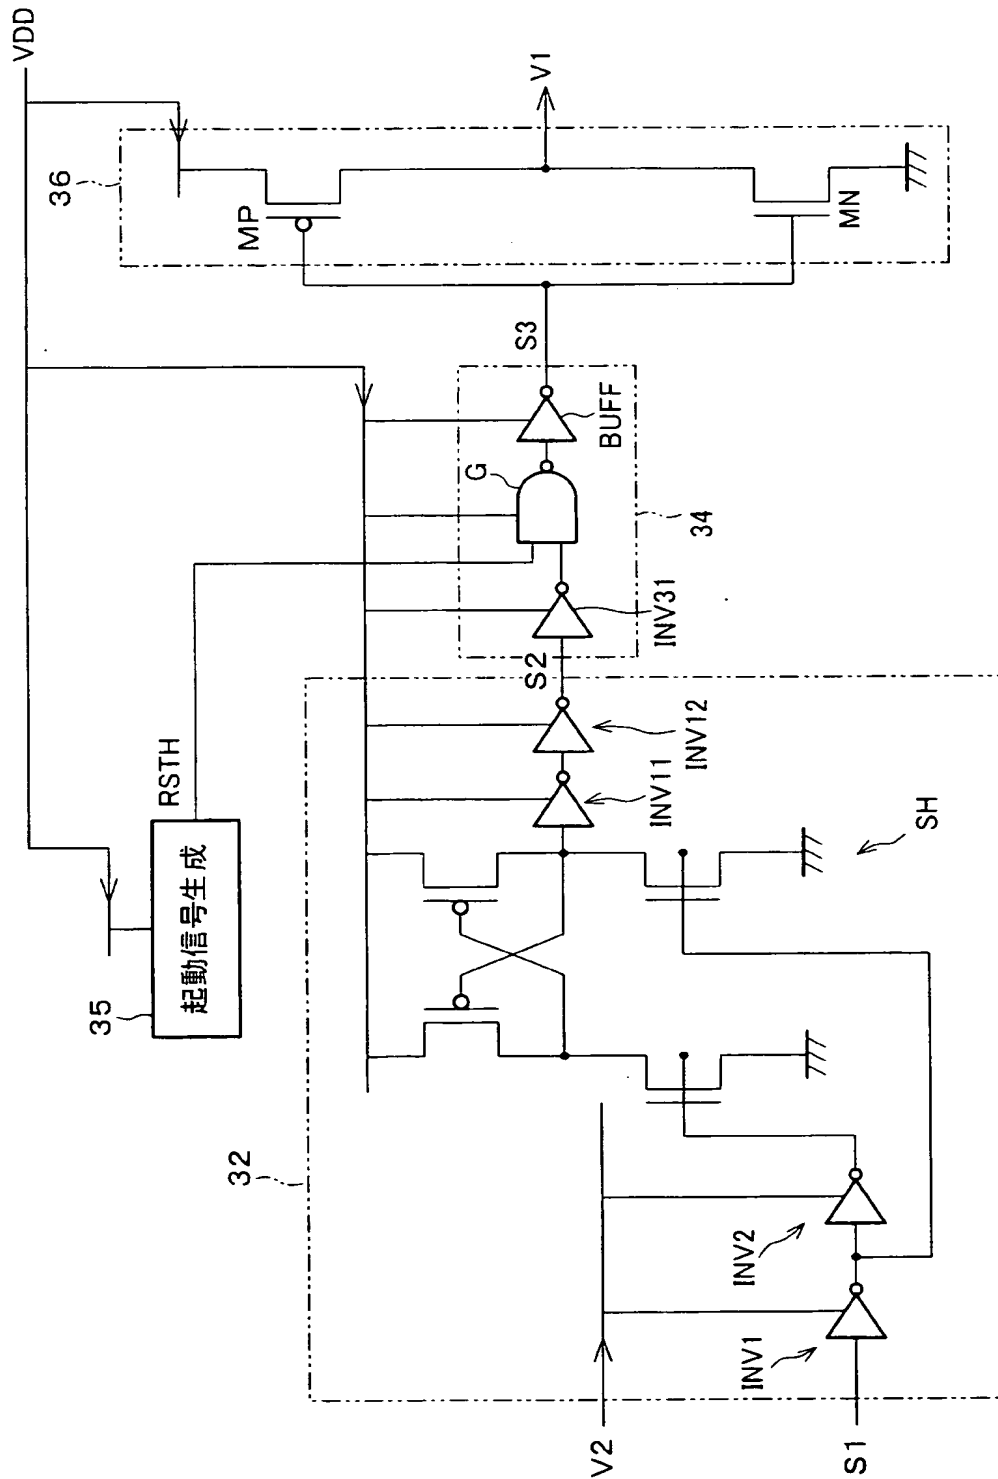 VDD
36
MP
V1
MN
S3
BUFF
G
34
RSTH
INV31
S2
INV12
INV11
SH
起動信号生成
35
32
INV2
INV1
V2
S1